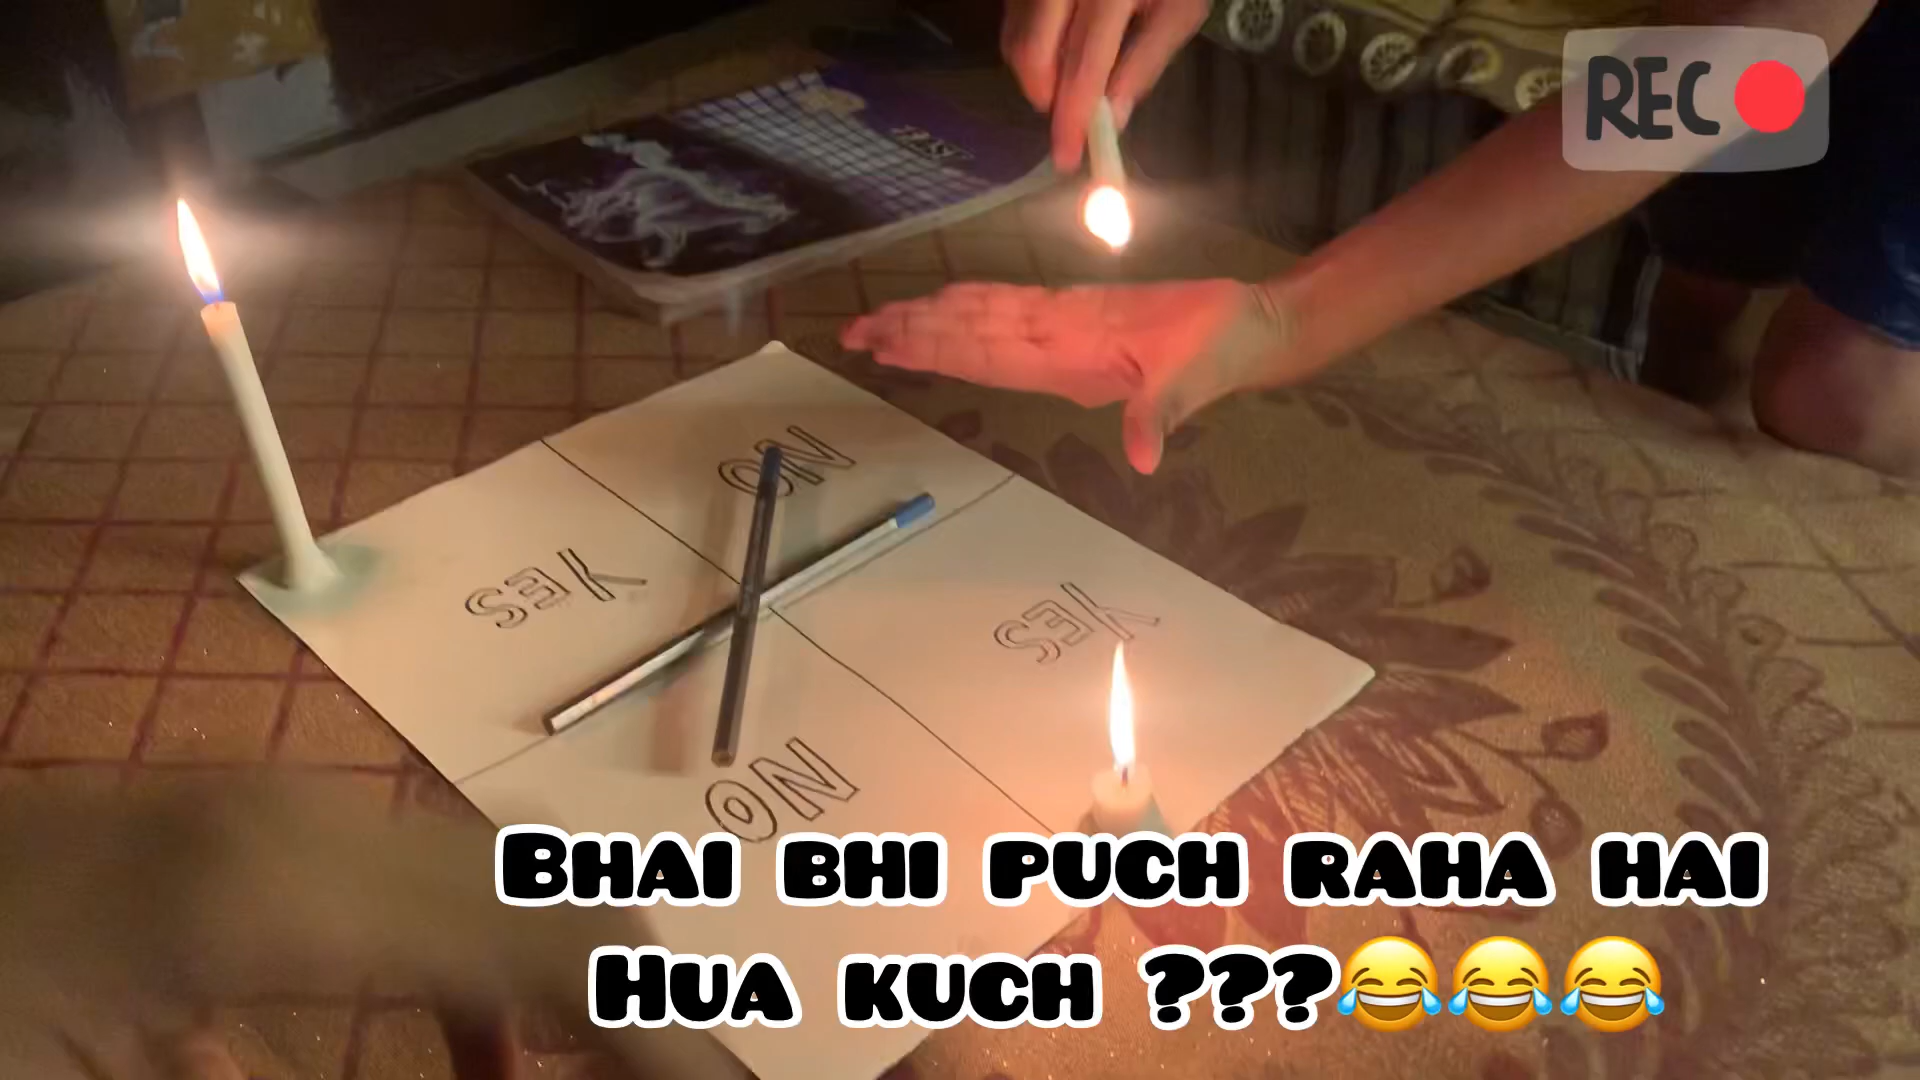 REC
NO
YES
YES
NO
BHAI BHI PUCH RAHA HAI
HUA KUCH ???😂😂😂